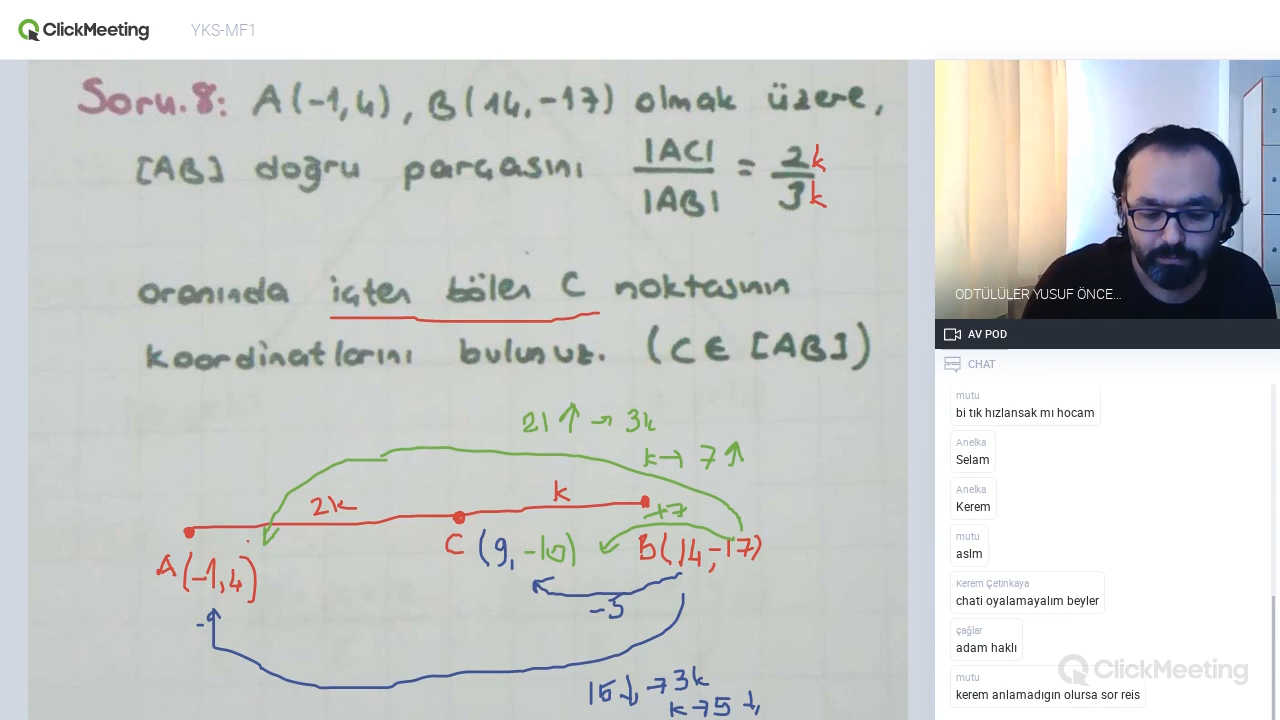 ClickMeeting YKS-MF1
Soru.8: A(-1,4), B(14,-17) olmak üzere,
[AB] doğru parçasını |AC| / |AB| = 2k / 3k
oranında içten bölen C noktasının
koordinatlarını bulunuz. (C∈[AB])
21↑ → 3k
k→ 7↑
2k k
+7
A(-1,4) C (9,-10) B(14,-17)
-5
-
15↓ → 3k
k→5↓
ODTÜLÜLER YUSUF ÖNCE...
AV POD
CHAT
mutu
bi tık hızlansak mı hocam
Anelka
Selam
Anelka
Kerem
mutu
aslm
Kerem Çetinkaya
chati oyalamayalım beyler
çağlar
adam haklı
mutu
kerem anlamadıgın olursa sor reis
ClickMeeting